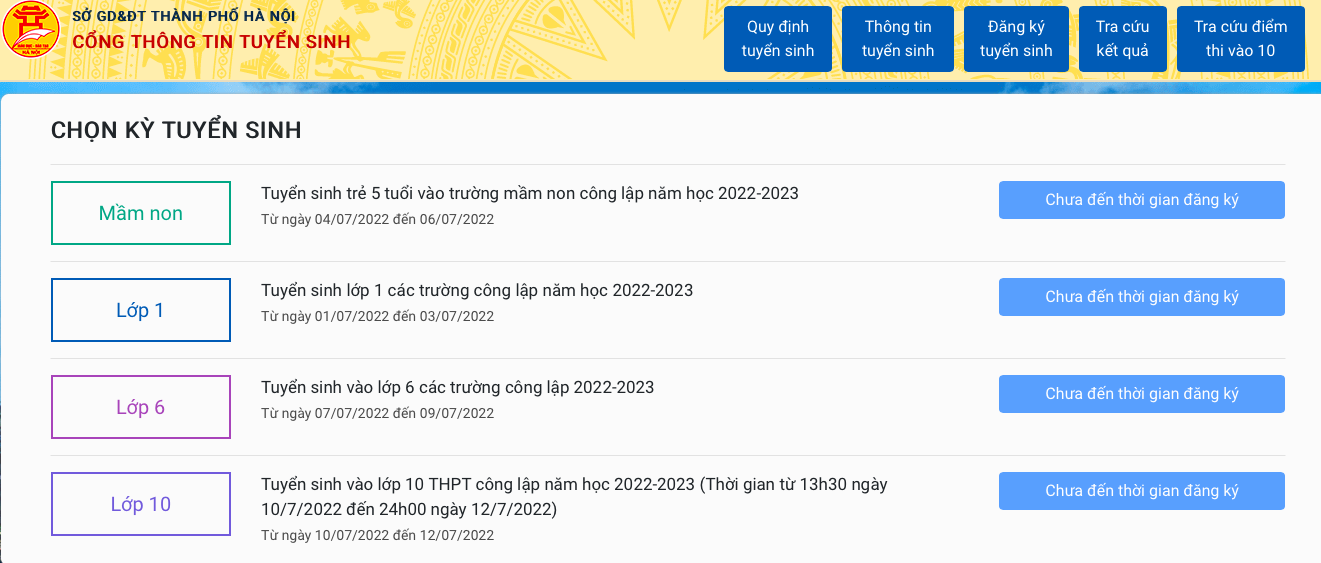 SỞ GD&ĐT THÀNH PHỐ HÀ NỘI
CỔNG THÔNG TIN TUYỂN SINH
Quy định
tuyển sinh
Thông tin
tuyển sinh
Đăng ký
tuyển sinh
Tra cứu
kết quả
Tra cứu điểm
thi vào 10
CHỌN KỲ TUYỂN SINH
Mầm non
Tuyển sinh trẻ 5 tuổi vào trường mầm non công lập năm học 2022-2023
Từ ngày 04/07/2022 đến 06/07/2022
Chưa đến thời gian đăng ký
Lớp 1
Tuyển sinh lớp 1 các trường công lập năm học 2022-2023
Từ ngày 01/07/2022 đến 03/07/2022
Chưa đến thời gian đăng ký
Lớp 6
Tuyển sinh vào lớp 6 các trường công lập 2022-2023
Từ ngày 07/07/2022 đến 09/07/2022
Chưa đến thời gian đăng ký
Lớp 10
Tuyển sinh vào lớp 10 THPT công lập năm học 2022-2023 (Thời gian từ 13h30 ngày
10/7/2022 đến 24h00 ngày 12/7/2022)
Từ ngày 10/07/2022 đến 12/07/2022
Chưa đến thời gian đăng ký